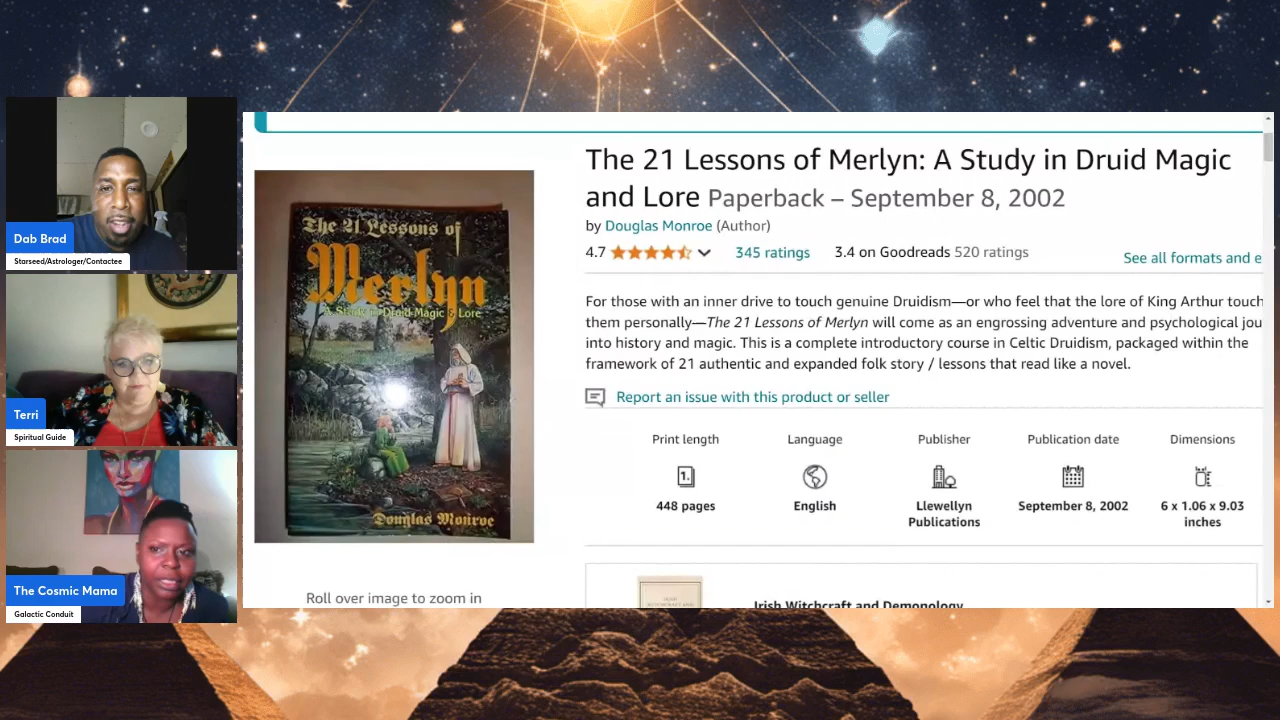 Dab Brad
Starseed/Astrologer/Contactee
Terri
Spiritual Guide
The Cosmic Mama
Galactic Conduit
The 21 Lessons of
Merlyn
A Study in Druid Magic & Lore
Douglas Monroe
Roll over image to zoom in
The 21 Lessons of Merlyn: A Study in Druid Magic
and Lore Paperback – September 8, 2002
by Douglas Monroe (Author)
4.7 345 ratings 3.4 on Goodreads 520 ratings
See all formats and e
For those with an inner drive to touch genuine Druidism—or who feel that the lore of King Arthur touch
them personally—The 21 Lessons of Merlyn will come as an engrossing adventure and psychological jou
into history and magic. This is a complete introductory course in Celtic Druidism, packaged within the
framework of 21 authentic and expanded folk story / lessons that read like a novel.
Report an issue with this product or seller
Print length Language Publisher Publication date Dimensions
1.
448 pages English Llewellyn September 8, 2002 6 x 1.06 x 9.03
Publications inches
Irish Witchcraft and Demonology